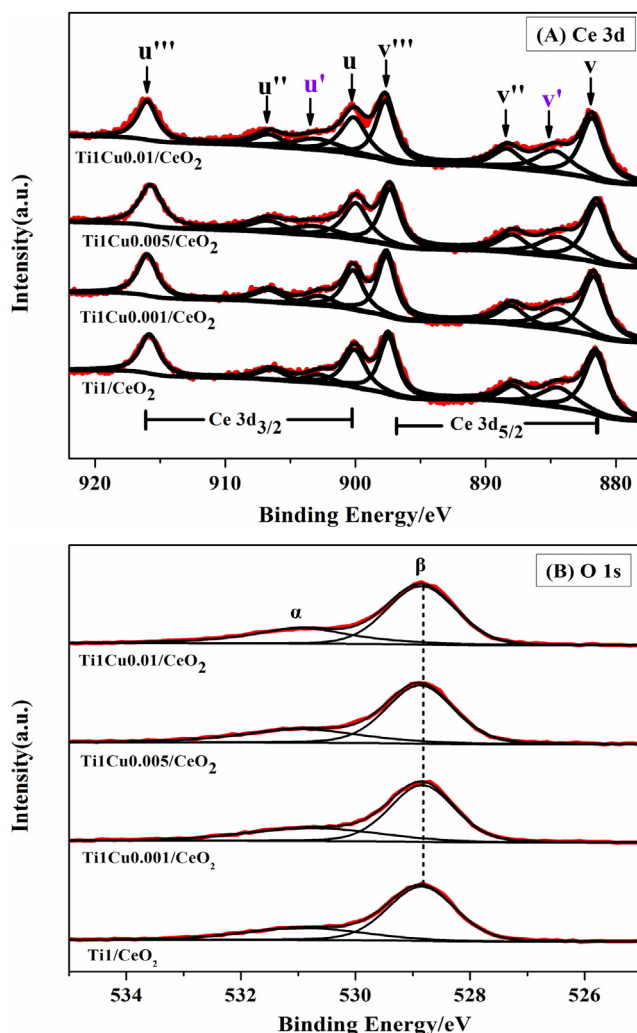 (A) Ce 3d
u''' u'' u' u v''' v'' v' v
Ti1Cu0.01/CeO₂
Ti1Cu0.005/CeO₂
Ti1Cu0.001/CeO₂
Ti1/CeO₂
Ce 3d₃/₂ Ce 3d₅/₂
Intensity(a.u.)
920 910 900 890 880
Binding Energy/eV
(B) O 1s
α β
Ti1Cu0.01/CeO₂
Ti1Cu0.005/CeO₂
Ti1Cu0.001/CeO₂
Ti1/CeO₂
Intensity(a.u.)
534 532 530 528 526
Binding Energy/eV